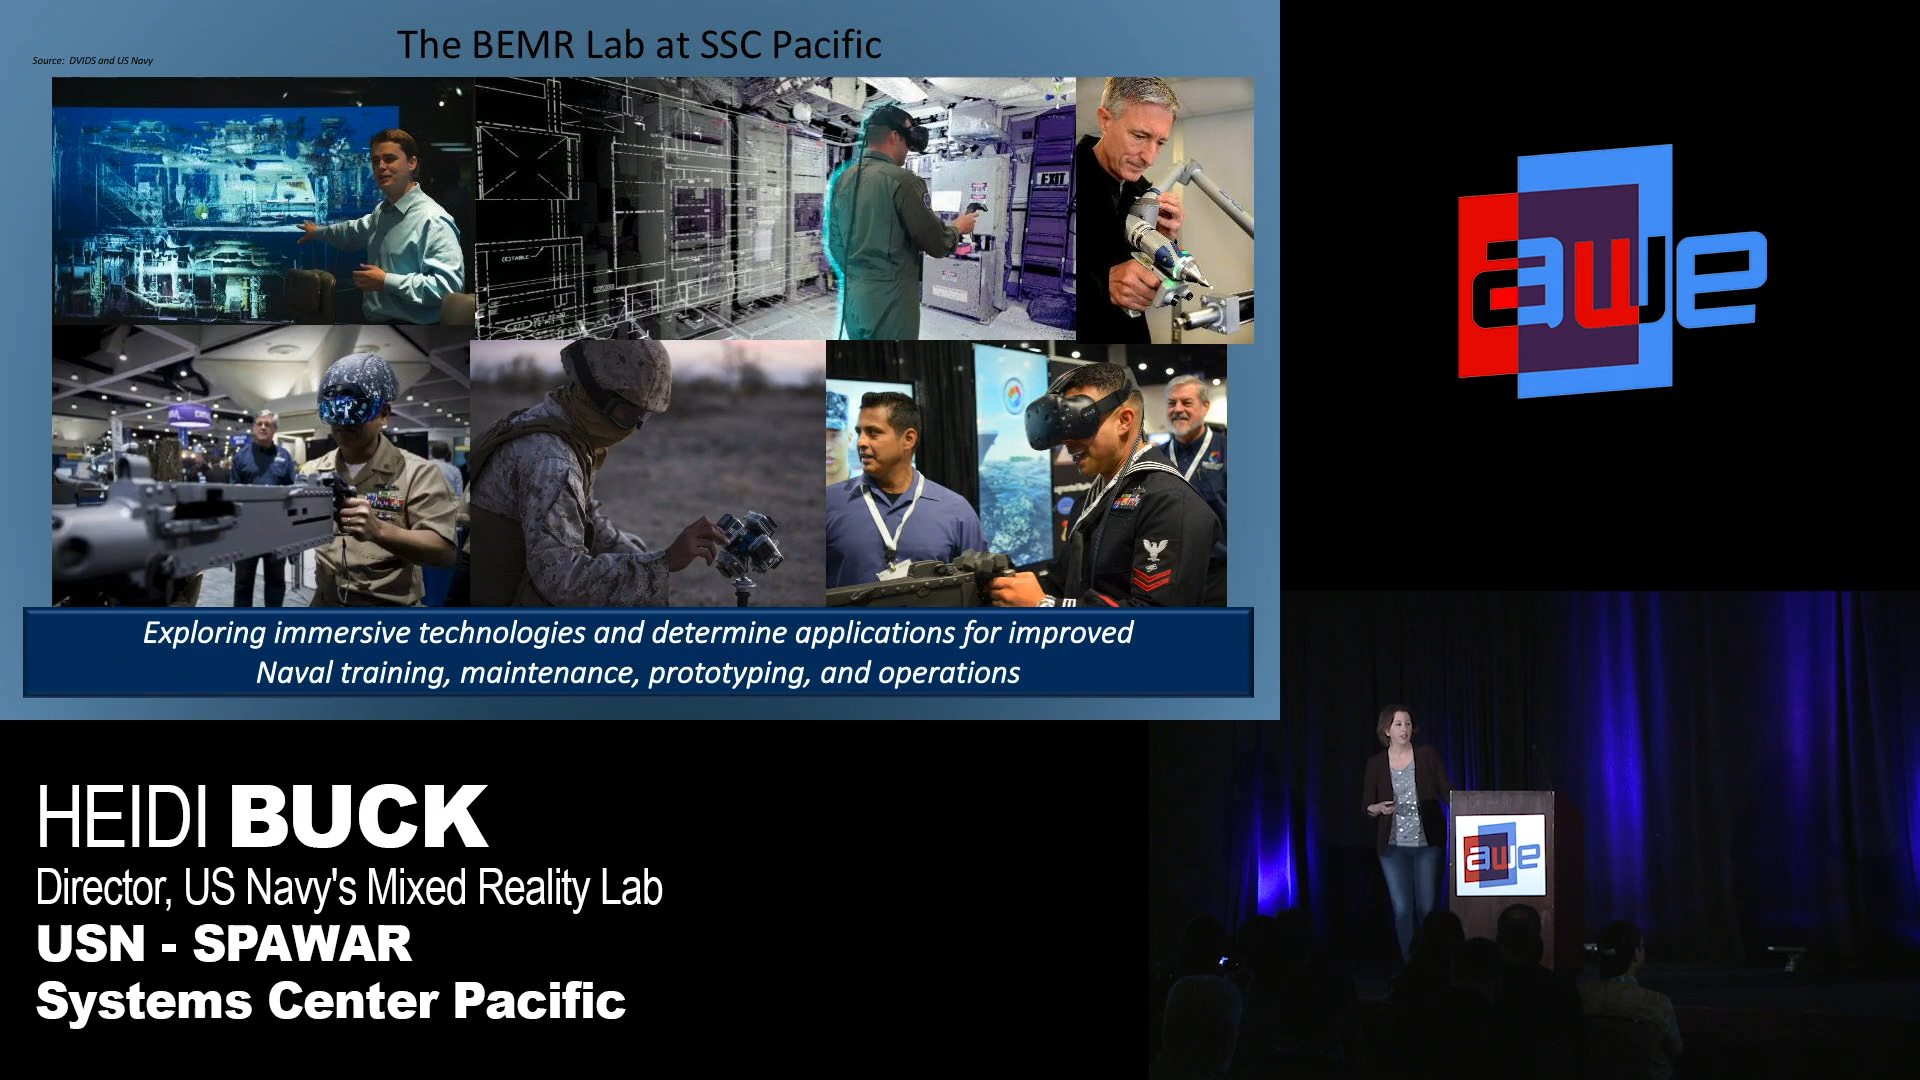 The BEMR Lab at SSC Pacific
Source: DVIDS and US Navy
EXIT
Exploring immersive technologies and determine applications for improved
Naval training, maintenance, prototyping, and operations
awe
HEIDI BUCK
Director, US Navy's Mixed Reality Lab
USN - SPAWAR
Systems Center Pacific
awe